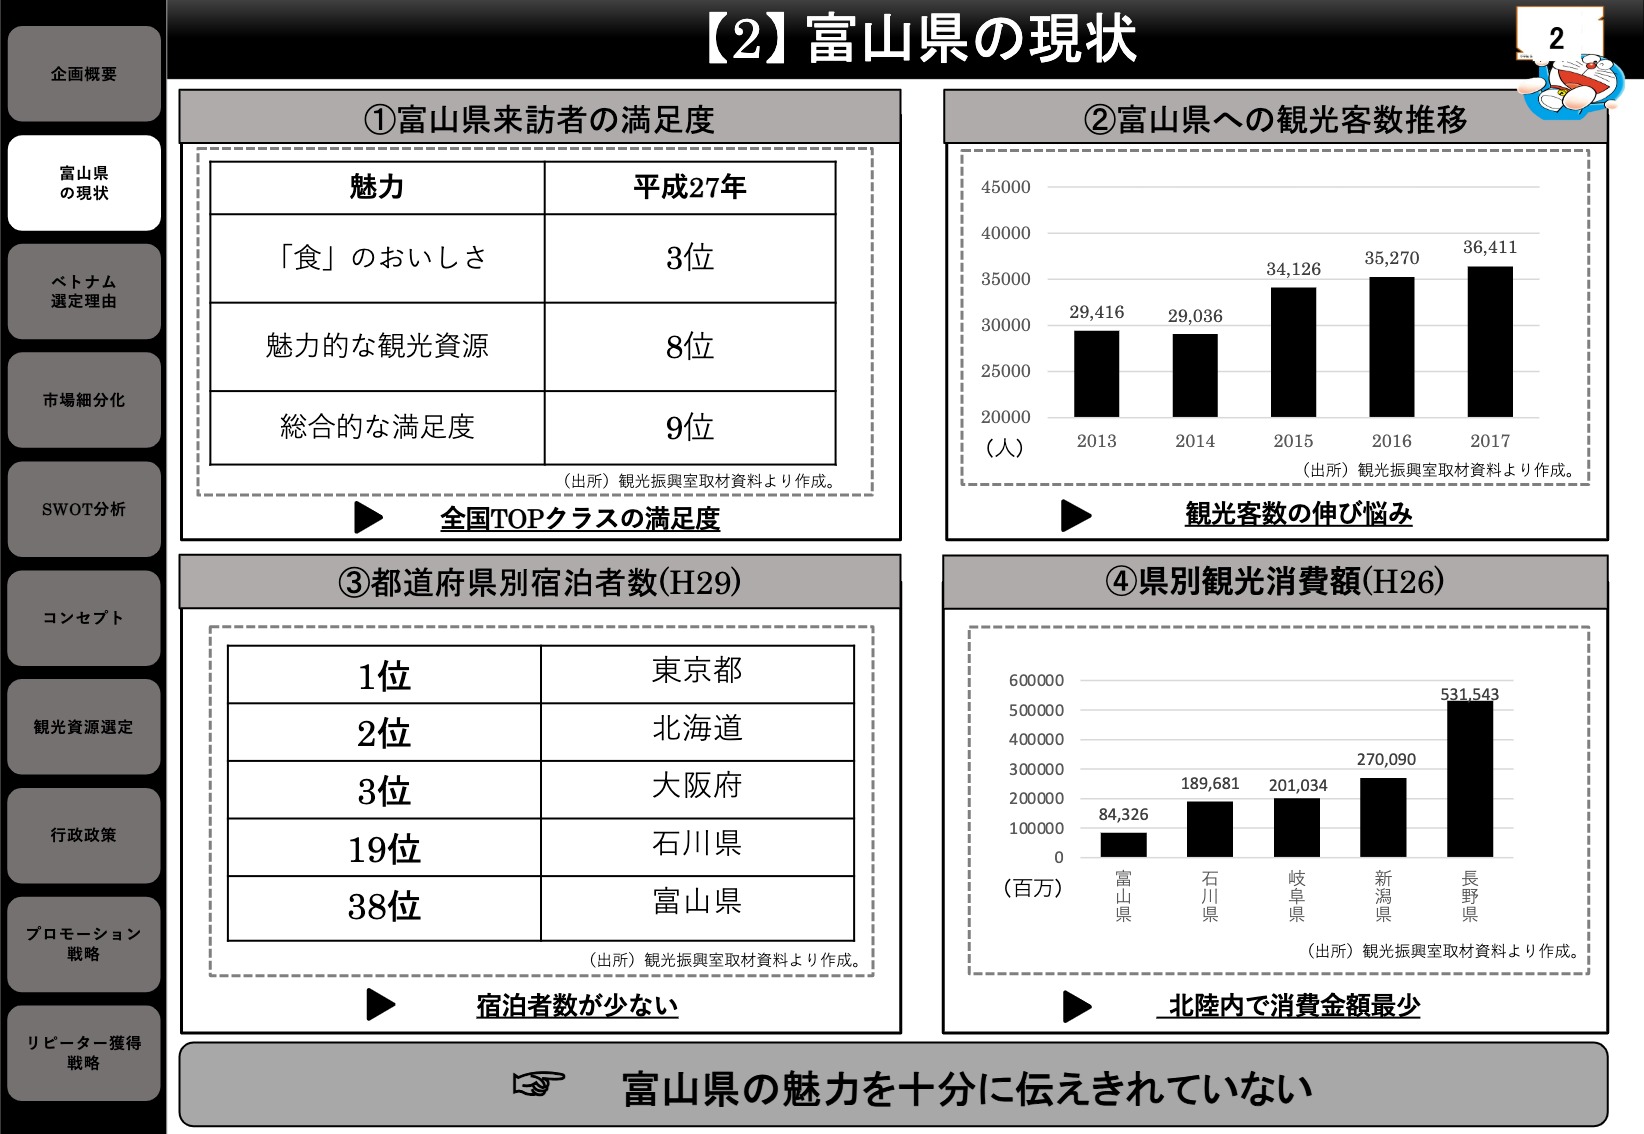 【2】富山県の現状
2
企画概要
富山県
の現状
ベトナム
選定理由
市場細分化
SWOT分析
コンセプト
観光資源選定
行政政策
プロモーション
戦略
リピーター獲得
戦略
①富山県来訪者の満足度
魅力 平成27年
「食」のおいしさ 3位
魅力的な観光資源 8位
総合的な満足度 9位
（出所）観光振興室取材資料より作成。
▶ 全国TOPクラスの満足度
②富山県への観光客数推移
45000
40000
35000
30000
25000
20000
（人）
29,416 29,036 34,126 35,270 36,411
2013 2014 2015 2016 2017
（出所）観光振興室取材資料より作成。
▶ 観光客数の伸び悩み
③都道府県別宿泊者数(H29)
1位 東京都
2位 北海道
3位 大阪府
19位 石川県
38位 富山県
（出所）観光振興室取材資料より作成。
▶ 宿泊者数が少ない
④県別観光消費額(H26)
600000
500000
400000
300000
200000
100000
0
（百万）
84,326 189,681 201,034 270,090 531,543
富山県 石川県 岐阜県 新潟県 長野県
（出所）観光振興室取材資料より作成。
▶ 北陸内で消費金額最少
☞ 富山県の魅力を十分に伝えきれていない